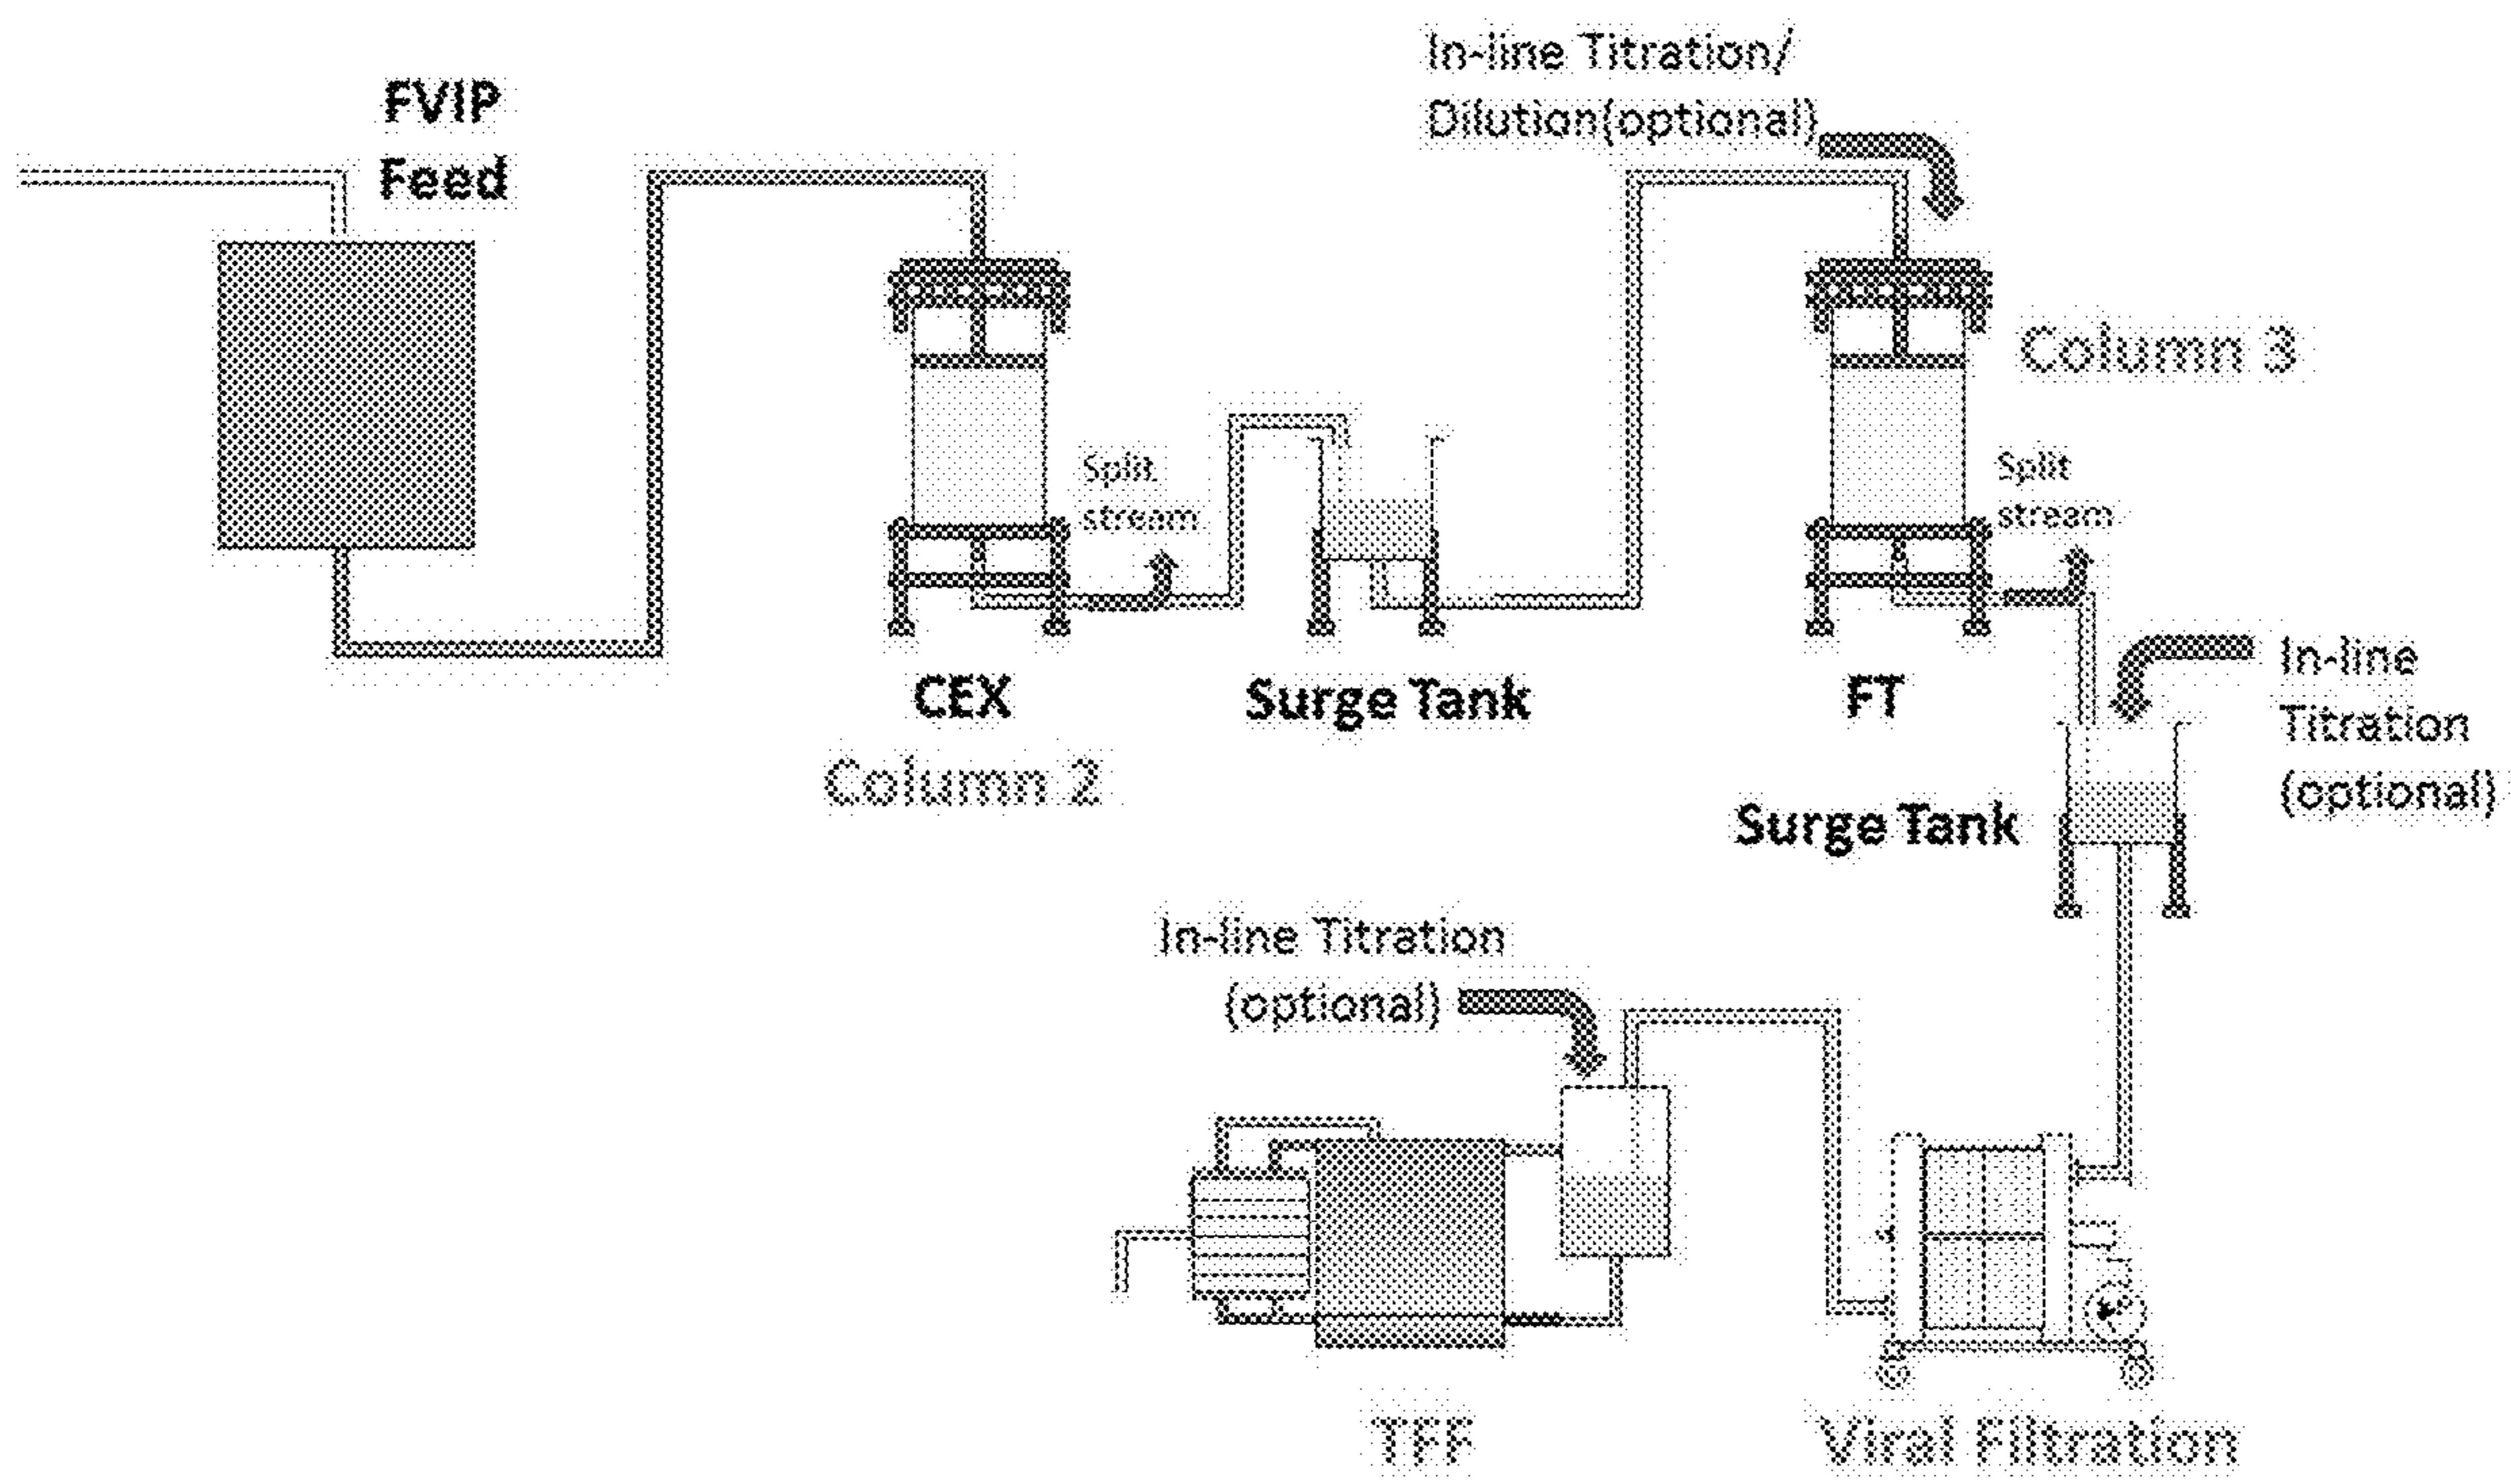 FVIP
Feed
In-line Titration/
Dilution(optional)
Column 3
Split
stream
Split
stream
CEX
Column 2
Surge Tank
FT
In-line
Titration
(optional)
Surge Tank
In-line Titration
(optional)
TFF
Viral Filtration